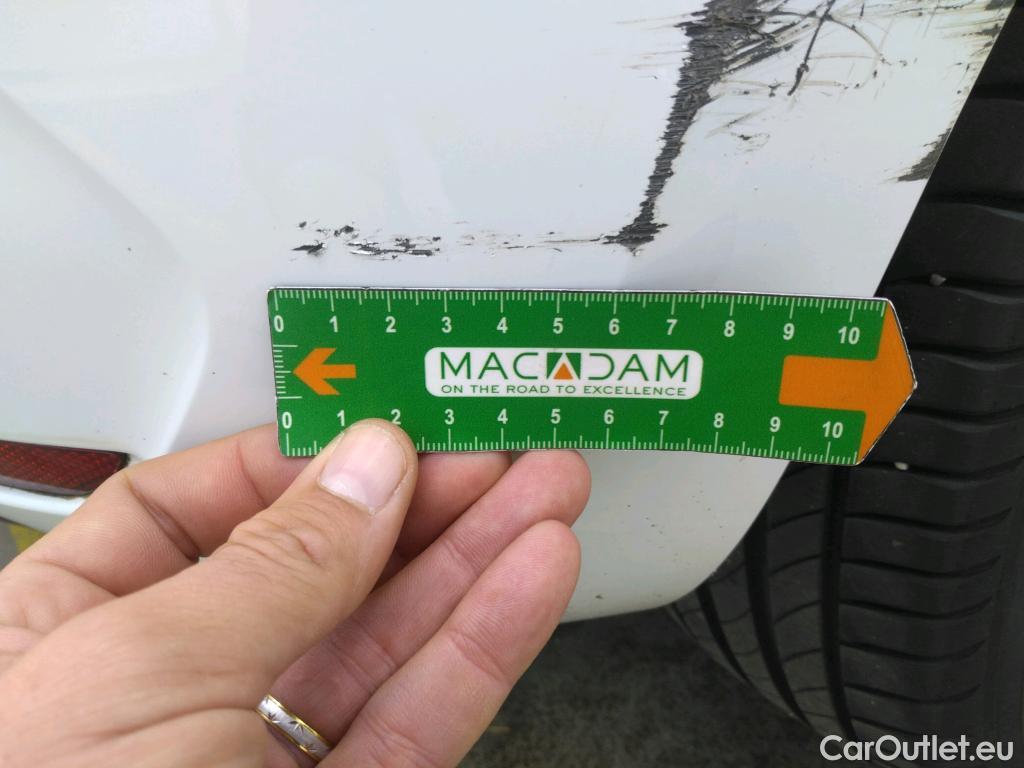 0 1 2 3 4 5 6 7 8 9 10
MACADAM
ON THE ROAD TO EXCELLENCE
0 1 2 3 4 5 6 7 8 9 10
CarOutlet.eu